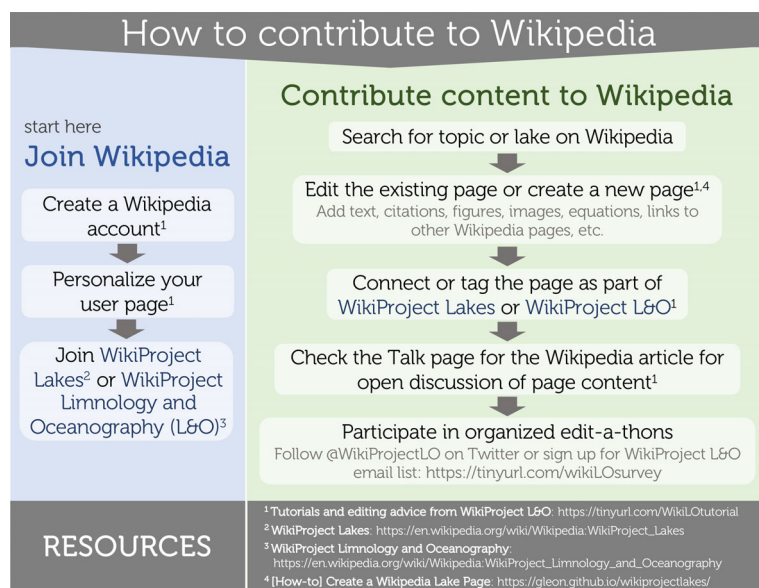 How to contribute to Wikipedia
start here
Join Wikipedia
Create a Wikipedia
account¹
Personalize your
user page¹
Join WikiProject
Lakes² or WikiProject
Limnology and
Oceanography (L&O)³
Contribute content to Wikipedia
Search for topic or lake on Wikipedia
Edit the existing page or create a new page¹,⁴
Add text, citations, figures, images, equations, links to
other Wikipedia pages, etc.
Connect or tag the page as part of
WikiProject Lakes or WikiProject L&O¹
Check the Talk page for the Wikipedia article for
open discussion of page content¹
Participate in organized edit-a-thons
Follow @WikiProjectLO on Twitter or sign up for WikiProject L&O
email list: https://tinyurl.com/wikiLOsurvey
RESOURCES
¹ Tutorials and editing advice from WikiProject L&O: https://tinyurl.com/WikiLOtutorial
² WikiProject Lakes: https://en.wikipedia.org/wiki/Wikipedia:WikiProject_Lakes
³ WikiProject Limnology and Oceanography:
https://en.wikipedia.org/wiki/Wikipedia:WikiProject_Limnology_and_Oceanography
⁴ [How-to] Create a Wikipedia Lake Page: https://gleon.github.io/wikiprojectlakes/